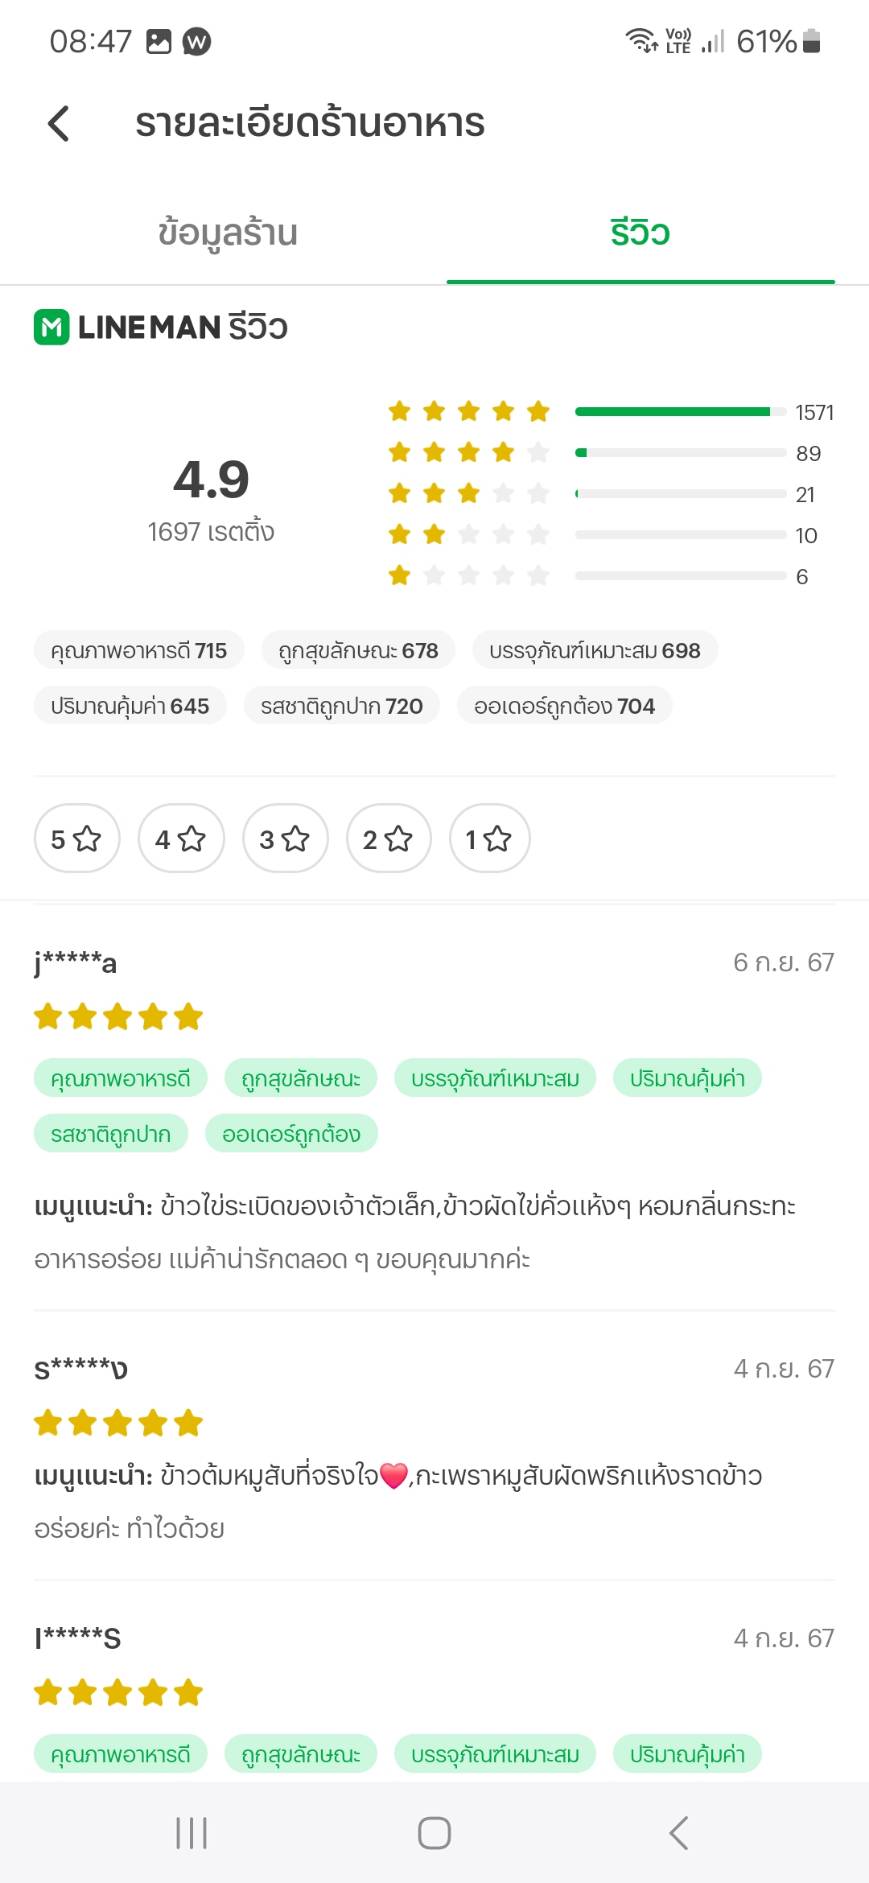 08:47 W Vo)) LTE 61%
รายละเอียดร้านอาหาร
ข้อมูลร้าน รีวิว
LINE MAN รีวิว
1571
89
4.9
21
1697 เรตติ้ง
10
6
คุณภาพอาหารดี 715 ถูกสุขลักษณะ 678 บรรจุภัณฑ์เหมาะสม 698
ปริมาณคุ้มค่า 645 รสชาติถูกปาก 720 ออเดอร์ถูกต้อง 704
5 4 3 2 1
j*****a 6 ก.ย. 67
คุณภาพอาหารดี ถูกสุขลักษณะ บรรจุภัณฑ์เหมาะสม ปริมาณคุ้มค่า
รสชาติถูกปาก ออเดอร์ถูกต้อง
เมนูแนะนำ: ข้าวไข่ระเบิดของเจ้าตัวเล็ก,ข้าวผัดไข่คั่วแห้งๆ หอมกลิ่นกระทะ
อาหารอร่อย แม่ค้าน่ารักตลอด ๆ ขอบคุณมากค่ะ
s*****ง 4 ก.ย. 67
เมนูแนะนำ: ข้าวต้มหมูสับที่จริงใจ❤️,กะเพราหมูสับผัดพริกแห้งราดข้าว
อร่อยค่ะ ทำไวด้วย
l*****S 4 ก.ย. 67
คุณภาพอาหารดี ถูกสุขลักษณะ บรรจุภัณฑ์เหมาะสม ปริมาณคุ้มค่า